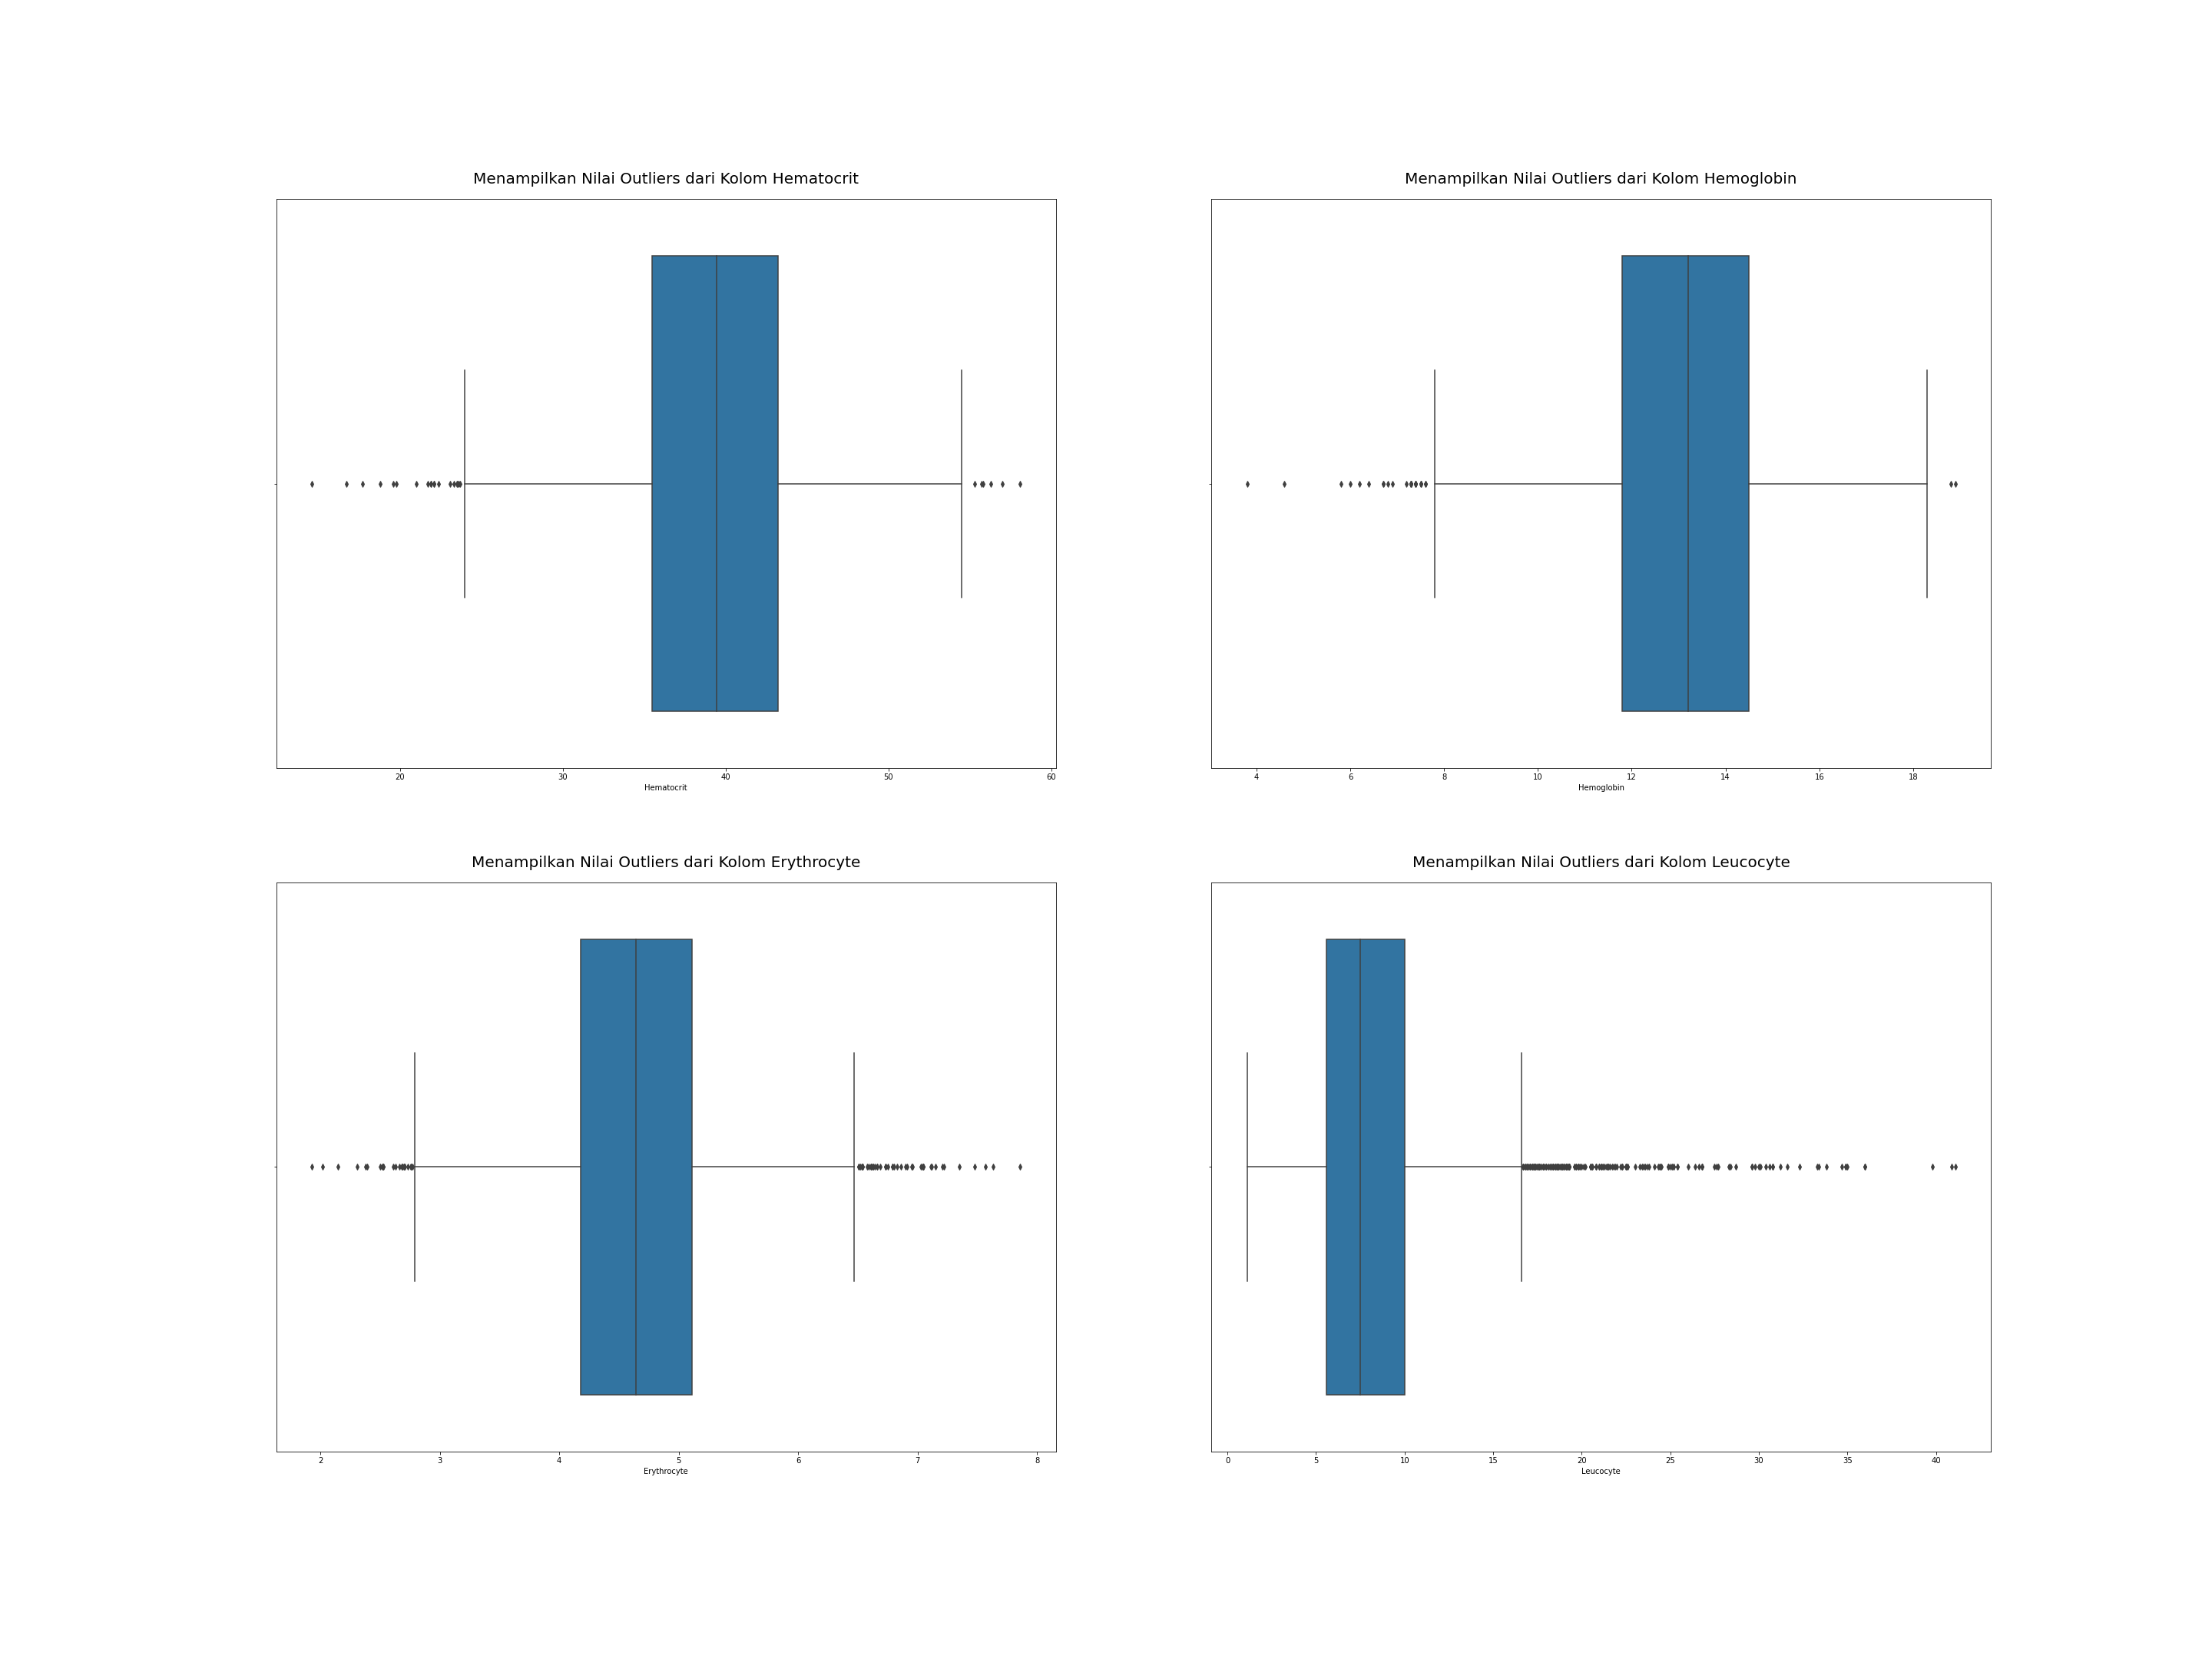 Menampilkan Nilai Outliers dari Kolom Hematocrit
20 30 40 50 60
Hematocrit
Menampilkan Nilai Outliers dari Kolom Hemoglobin
4 6 8 10 12 14 16 18
Hemoglobin
Menampilkan Nilai Outliers dari Kolom Erythrocyte
2 3 4 5 6 7 8
Erythrocyte
Menampilkan Nilai Outliers dari Kolom Leucocyte
0 5 10 15 20 25 30 35 40
Leucocyte